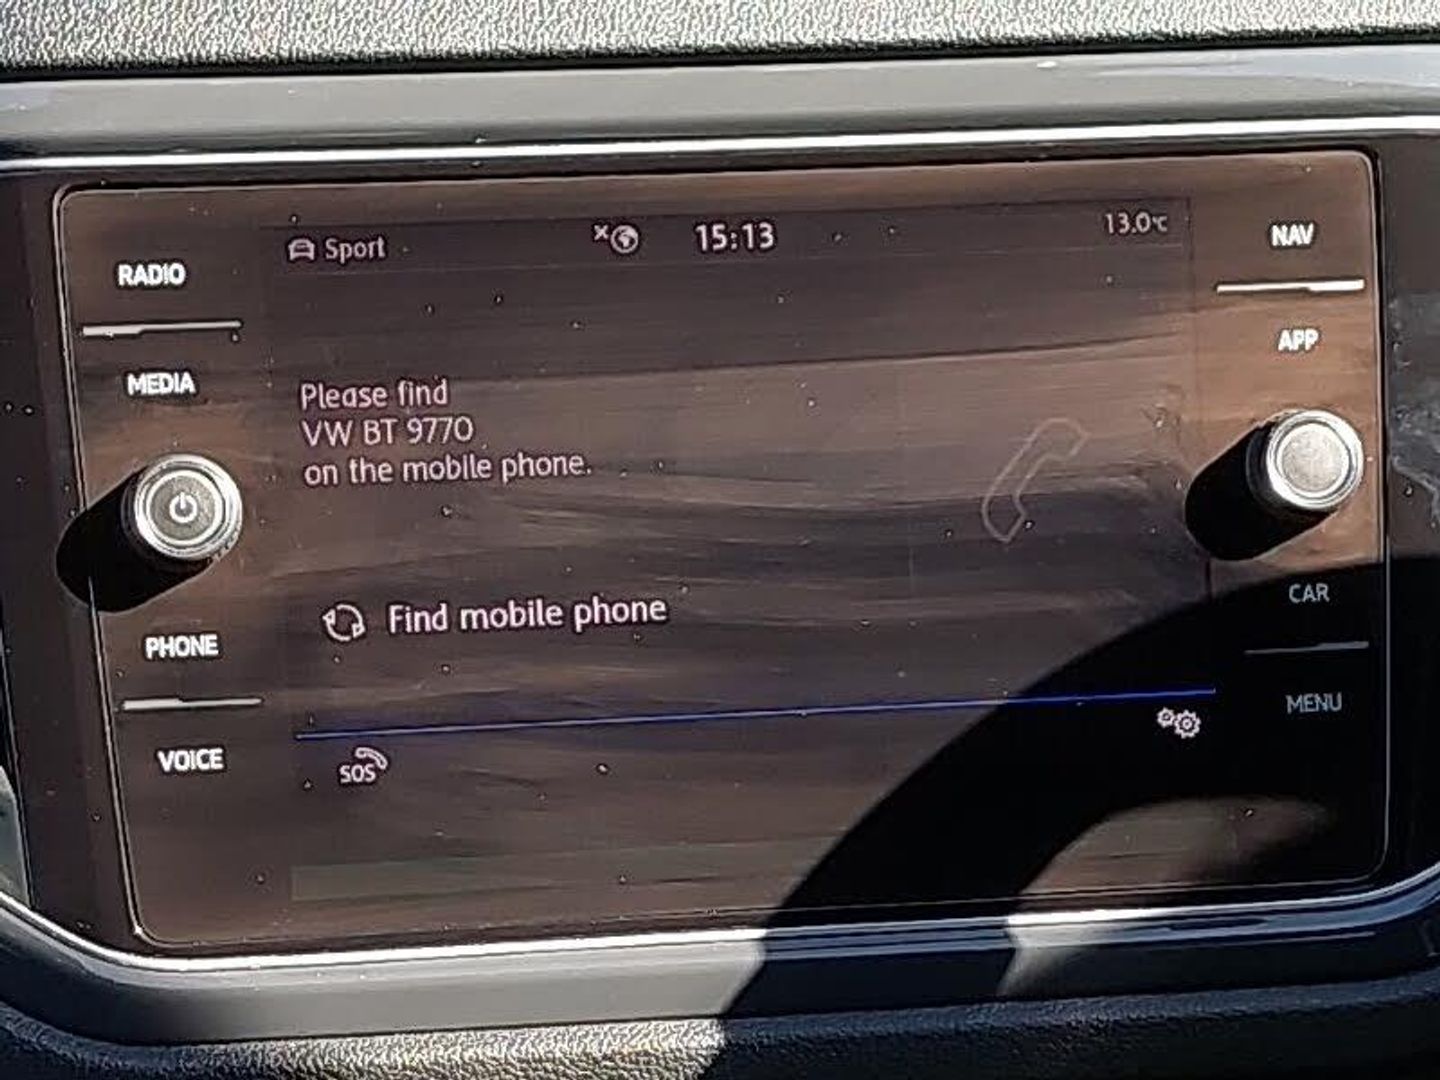 Sport 15:13 13.0°C
RADIO
MEDIA
PHONE
VOICE
Please find
VW BT 9770
on the mobile phone.
Find mobile phone
SOS
NAV
APP
CAR
MENU